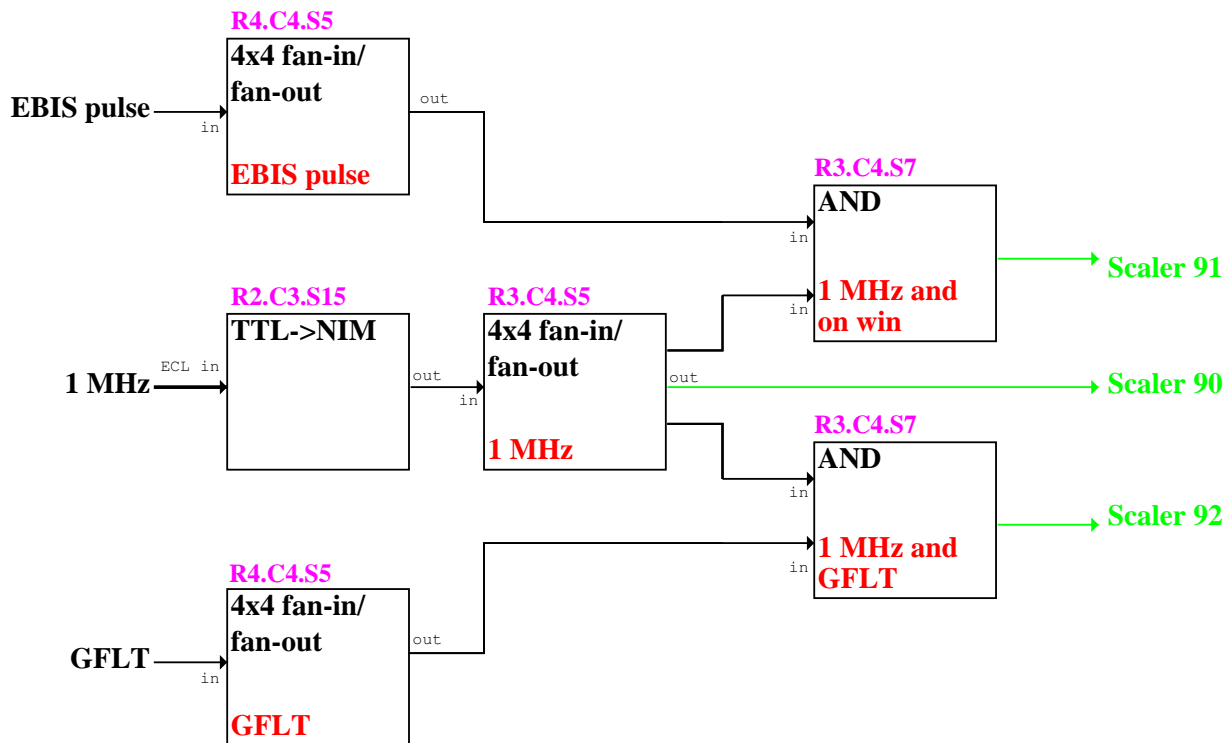 R4.C4.S5
4x4 fan-in/
fan-out
EBIS pulse
in
out
EBIS pulse
R3.C4.S7
AND
in
in
1 MHz and
on win
Scaler 91
R2.C3.S15
TTL->NIM
1 MHz
ECL in
out
R3.C4.S5
4x4 fan-in/
fan-out
in
out
1 MHz
Scaler 90
R3.C4.S7
AND
in
in
1 MHz and
GFLT
Scaler 92
R4.C4.S5
4x4 fan-in/
fan-out
GFLT
in
out
GFLT